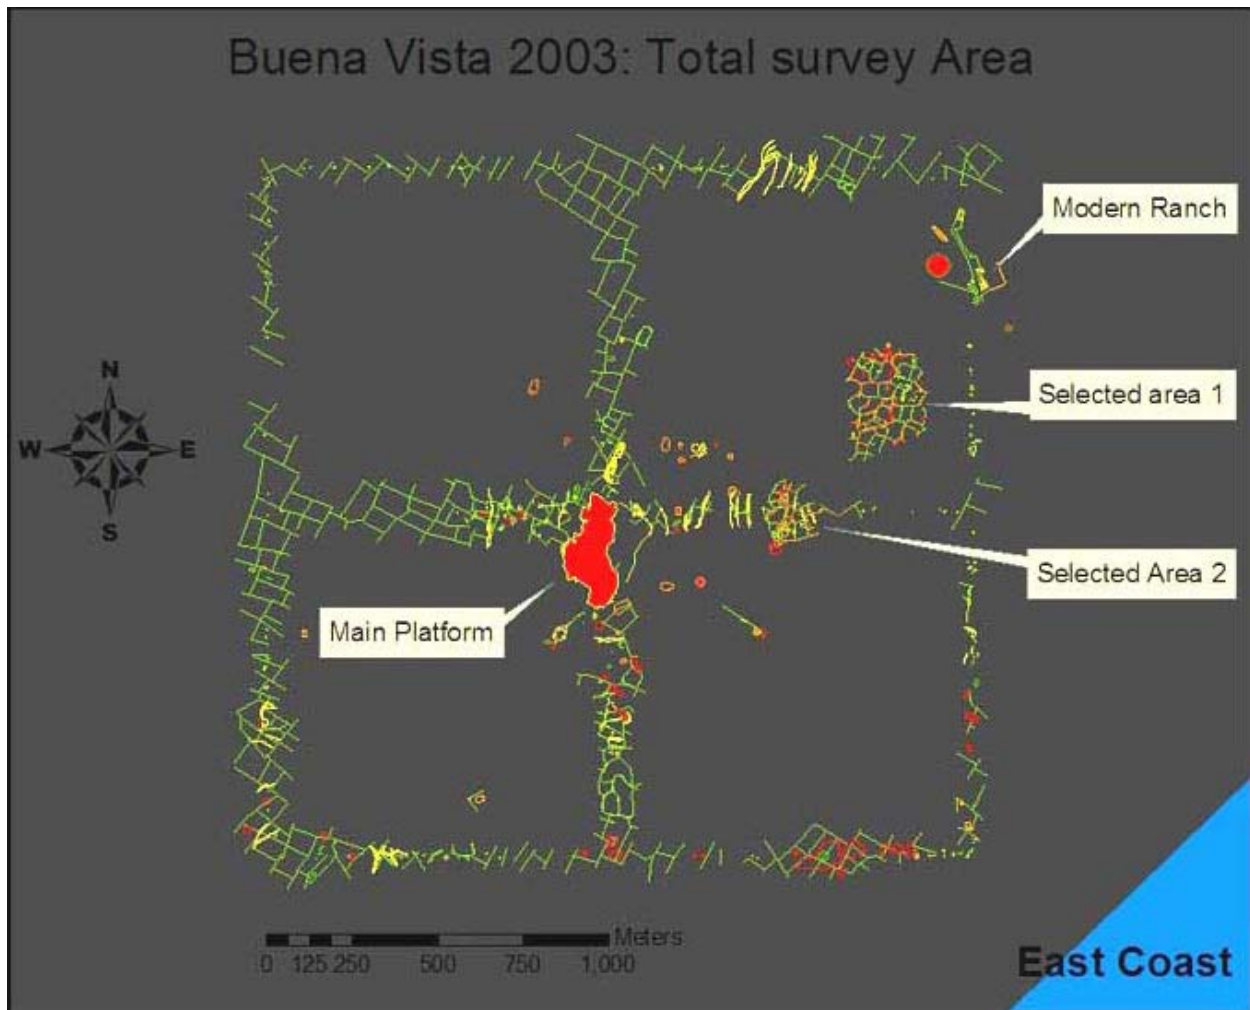 Buena Vista 2003: Total survey Area
Modern Ranch
Selected area 1
N
W E
S
Selected Area 2
Main Platform
Meters
0 125 250 500 750 1,000
East Coast